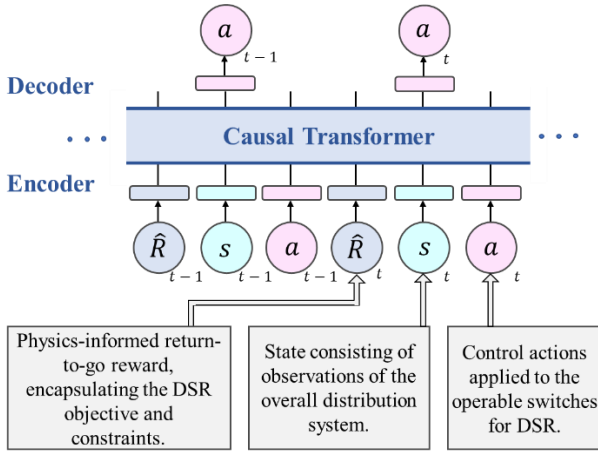 a a
t − 1 t
Decoder
. . . Causal Transformer . . .
Encoder
R̂ s a R̂ s a
t − 1 t − 1 t − 1 t t t
Physics-informed return-
to-go reward,
encapsulating the DSR
objective and
constraints.
State consisting of
observations of the
overall distribution
system.
Control actions
applied to the
operable switches
for DSR.